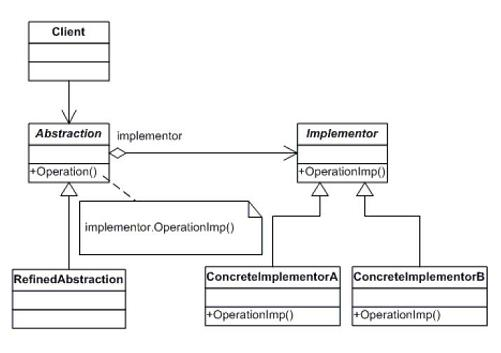 Client
Abstraction
implementor
Implementor
+Operation()
+OperationImp()
implementor.OperationImp()
RefinedAbstraction
ConcreteImplementorA
ConcreteImplementorB
+OperationImp()
+OperationImp()